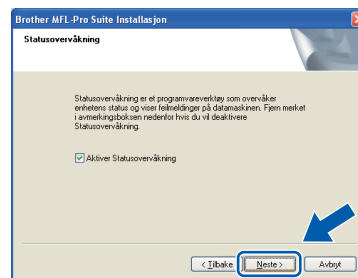 Brother MFL-Pro Suite Installasjon
Statusovervåkning
Statusovervåkning er et programvareverktøy som overvåker
enhetens status og viser feilmeldinger på datamaskinen. Fjern merket
i avmerkingsboksen nedenfor hvis du vil deaktivere
Statusovervåkning.
Aktiver Statusovervåkning
< Tilbake Neste > Avbryt